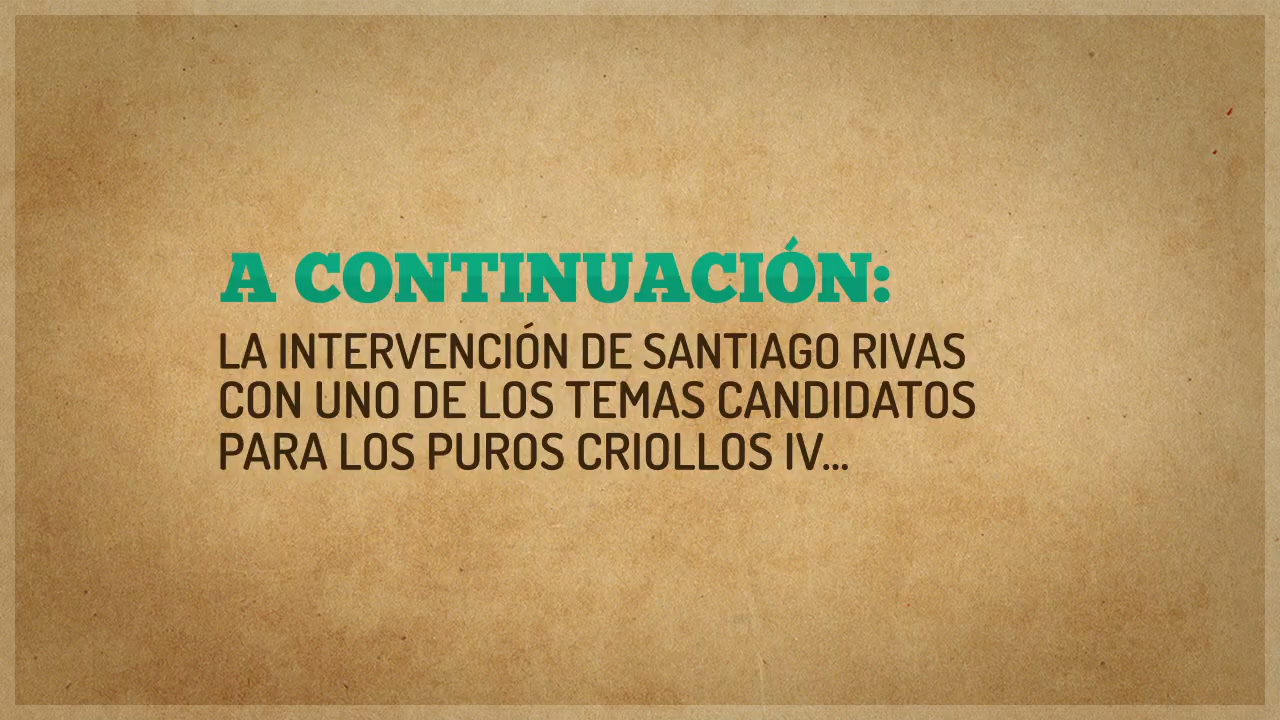 A CONTINUACIÓN:
LA INTERVENCIÓN DE SANTIAGO RIVAS
CON UNO DE LOS TEMAS CANDIDATOS
PARA LOS PUROS CRIOLLOS IV...